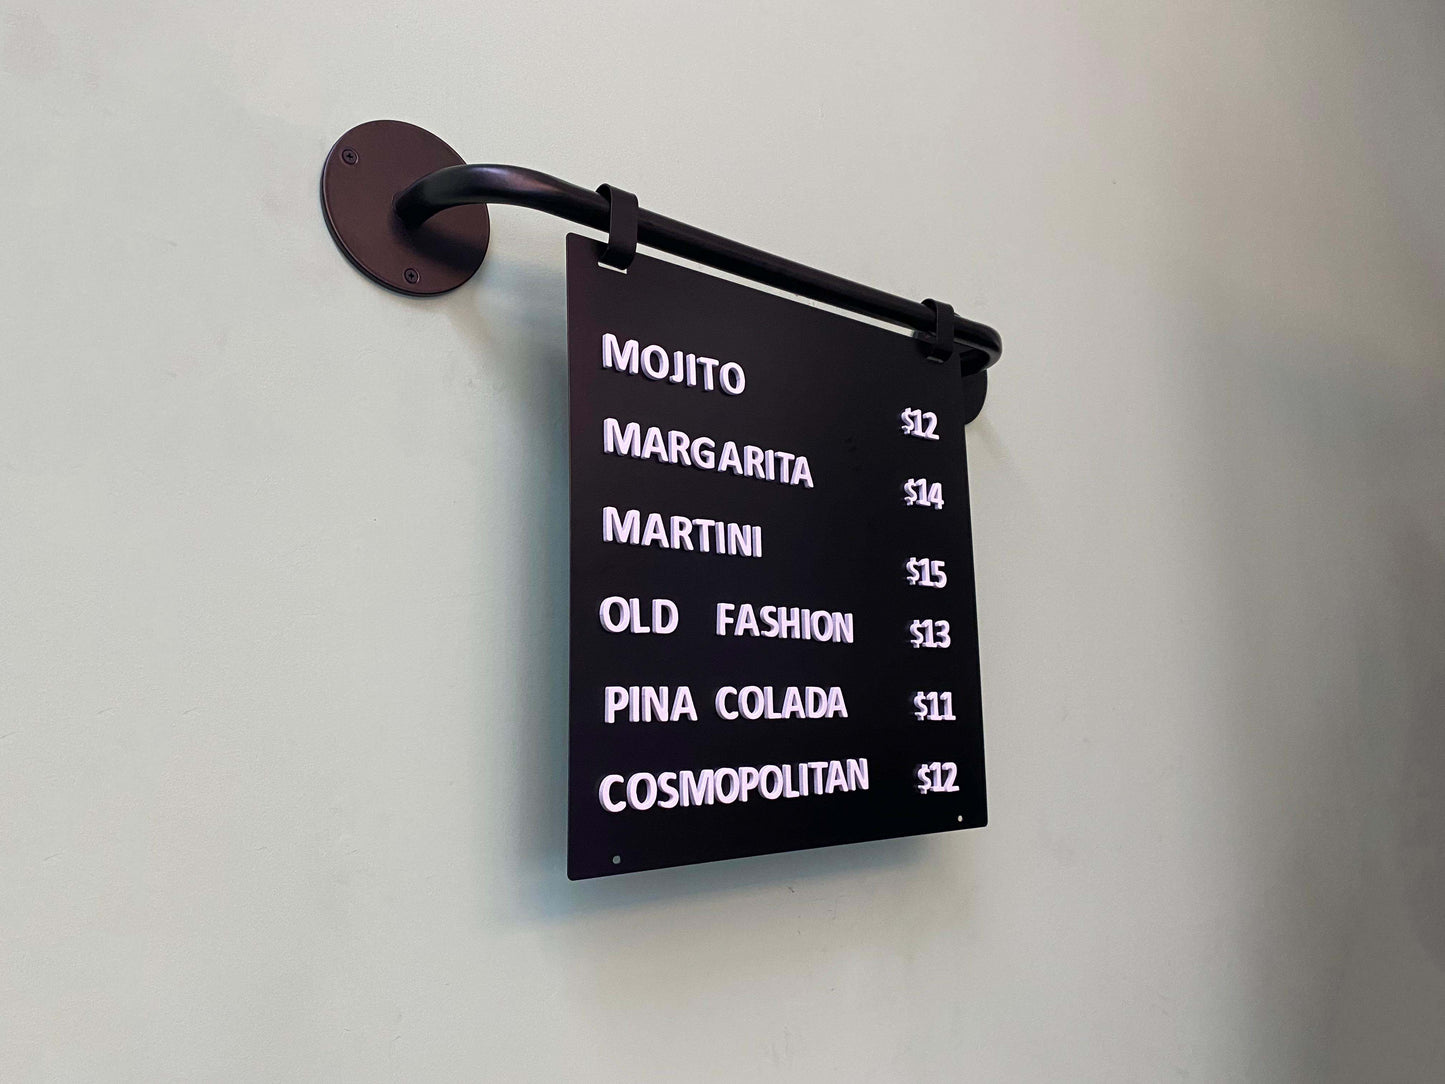 MOJITO $12
MARGARITA $14
MARTINI $15
OLD FASHION $13
PINA COLADA $11
COSMOPOLITAN $12